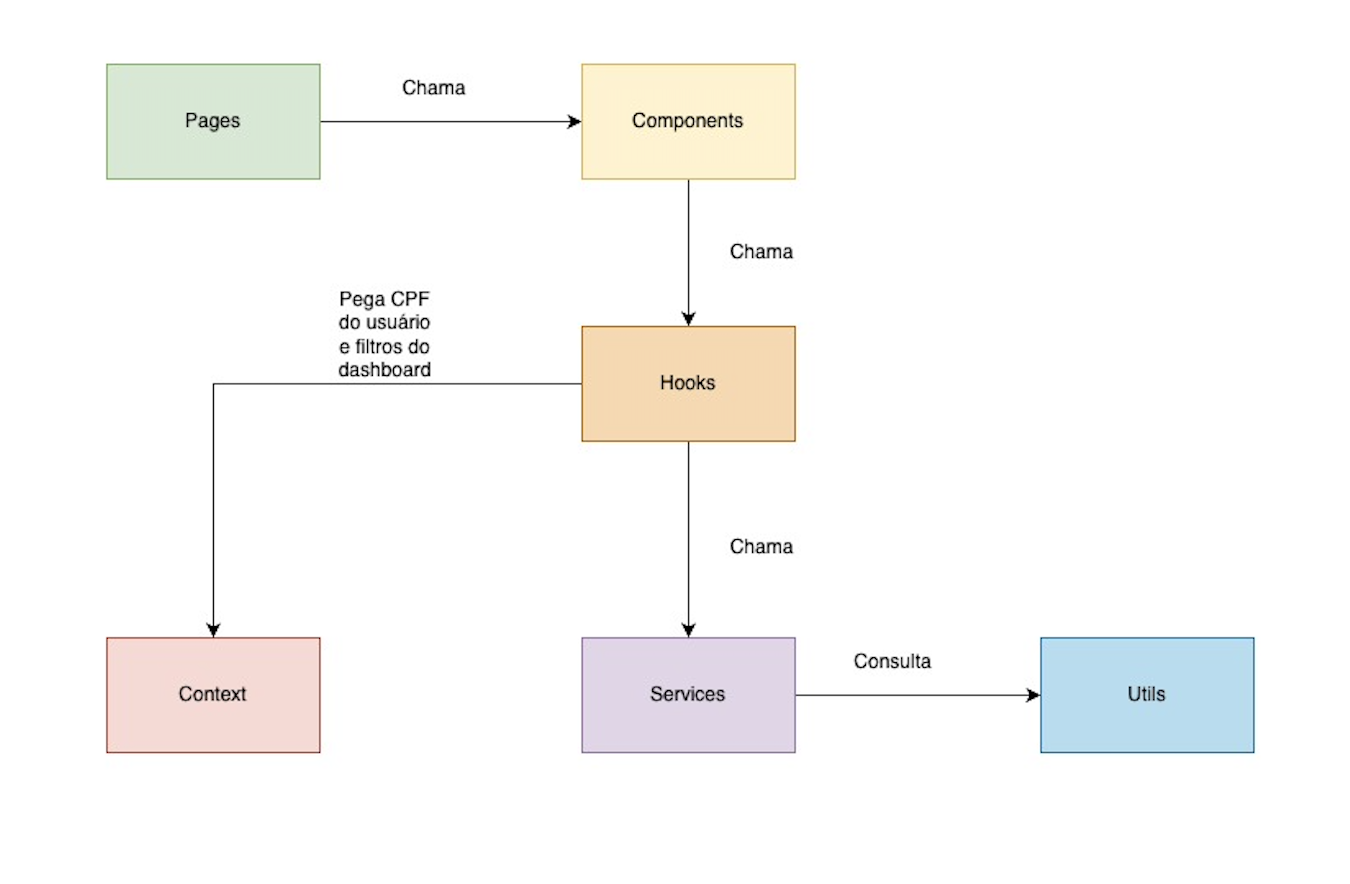 Chama
Pages
Components
Chama
Pega CPF
do usuário
e filtros do
dashboard
Hooks
Chama
Consulta
Context
Services
Utils